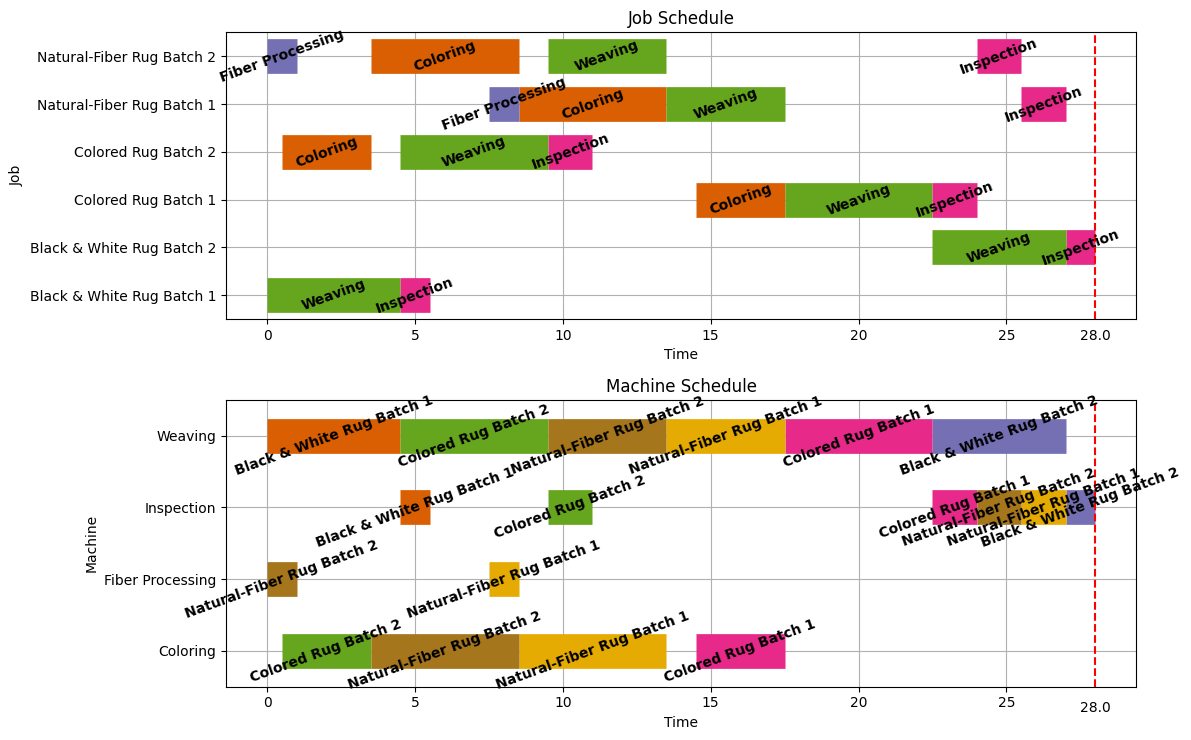 Job Schedule
Job
Natural-Fiber Rug Batch 2
Fiber Processing
Coloring
Weaving
Inspection
Natural-Fiber Rug Batch 1
Fiber Processing
Coloring
Weaving
Inspection
Colored Rug Batch 2
Coloring
Weaving
Inspection
Colored Rug Batch 1
Coloring
Weaving
Inspection
Black & White Rug Batch 2
Weaving
Inspection
Black & White Rug Batch 1
Weaving
Inspection
0 5 10 15 20 25 28.0
Time
Machine Schedule
Machine
Weaving
Black & White Rug Batch 1
Colored Rug Batch 2
Natural-Fiber Rug Batch 2
Natural-Fiber Rug Batch 1
Colored Rug Batch 1
Black & White Rug Batch 2
Inspection
Black & White Rug Batch 1
Colored Rug Batch 2
Colored Rug Batch 1
Natural-Fiber Rug Batch 2
Natural-Fiber Rug Batch 1
Black & White Rug Batch 2
Fiber Processing
Natural-Fiber Rug Batch 2
Natural-Fiber Rug Batch 1
Coloring
Colored Rug Batch 2
Natural-Fiber Rug Batch 2
Natural-Fiber Rug Batch 1
Colored Rug Batch 1
0 5 10 15 20 25 28.0
Time